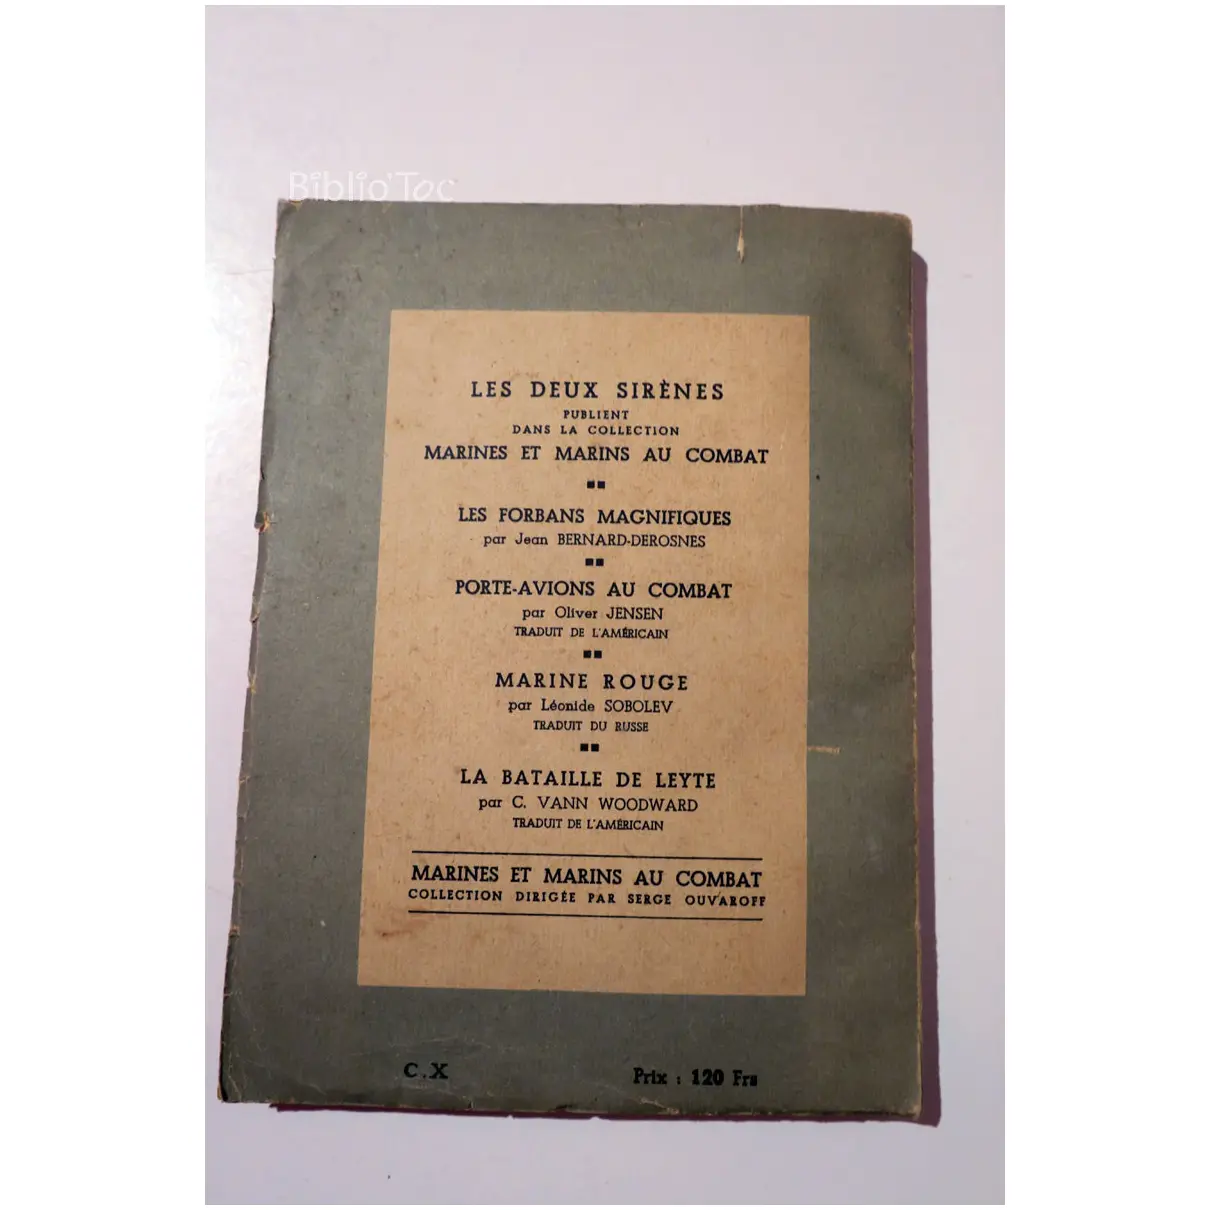 Biblio'Toc
LES DEUX SIRÈNES
PUBLIENT
DANS LA COLLECTION
MARINES ET MARINS AU COMBAT
LES FORBANS MAGNIFIQUES
par Jean BERNARD-DEROSNES
PORTE-AVIONS AU COMBAT
par Oliver JENSEN
TRADUIT DE L'AMÉRICAIN
MARINE ROUGE
par Léonide SOBOLEV
TRADUIT DU RUSSE
LA BATAILLE DE LEYTE
par C. VANN WOODWARD
TRADUIT DE L'AMÉRICAIN
MARINES ET MARINS AU COMBAT
COLLECTION DIRIGÉE PAR SERGE OUVAROFF
C.X
Prix : 120 Frs